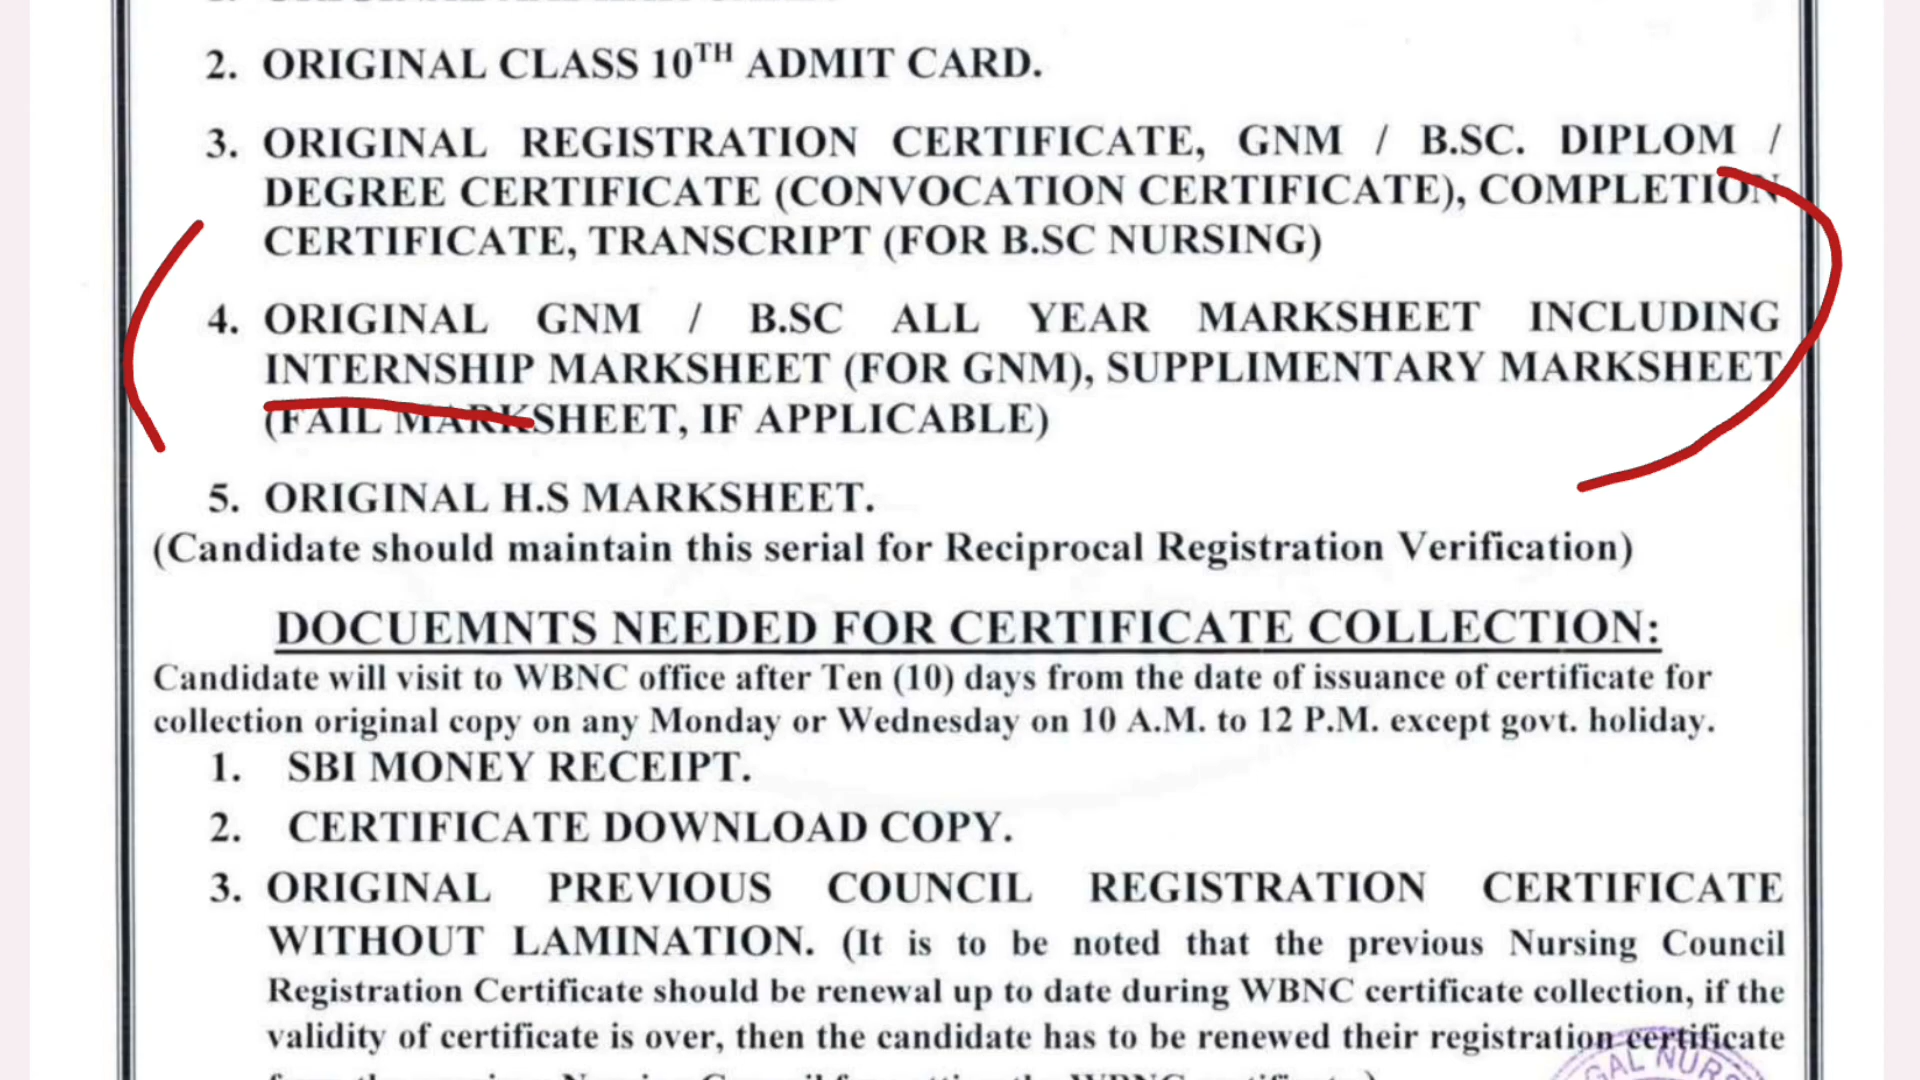 2. ORIGINAL CLASS 10TH ADMIT CARD.
3. ORIGINAL REGISTRATION CERTIFICATE, GNM / B.SC. DIPLOM /
DEGREE CERTIFICATE (CONVOCATION CERTIFICATE), COMPLETION
CERTIFICATE, TRANSCRIPT (FOR B.SC NURSING)
4. ORIGINAL GNM / B.SC ALL YEAR MARKSHEET INCLUDING
INTERNSHIP MARKSHEET (FOR GNM), SUPPLIMENTARY MARKSHEET
(FAIL MARKSHEET, IF APPLICABLE)
5. ORIGINAL H.S MARKSHEET.
(Candidate should maintain this serial for Reciprocal Registration Verification)
DOCUEMNTS NEEDED FOR CERTIFICATE COLLECTION:
Candidate will visit to WBNC office after Ten (10) days from the date of issuance of certificate for
collection original copy on any Monday or Wednesday on 10 A.M. to 12 P.M. except govt. holiday.
1. SBI MONEY RECEIPT.
2. CERTIFICATE DOWNLOAD COPY.
3. ORIGINAL PREVIOUS COUNCIL REGISTRATION CERTIFICATE
WITHOUT LAMINATION. (It is to be noted that the previous Nursing Council
Registration Certificate should be renewal up to date during WBNC certificate collection, if the
validity of certificate is over, then the candidate has to be renewed their registration certificate